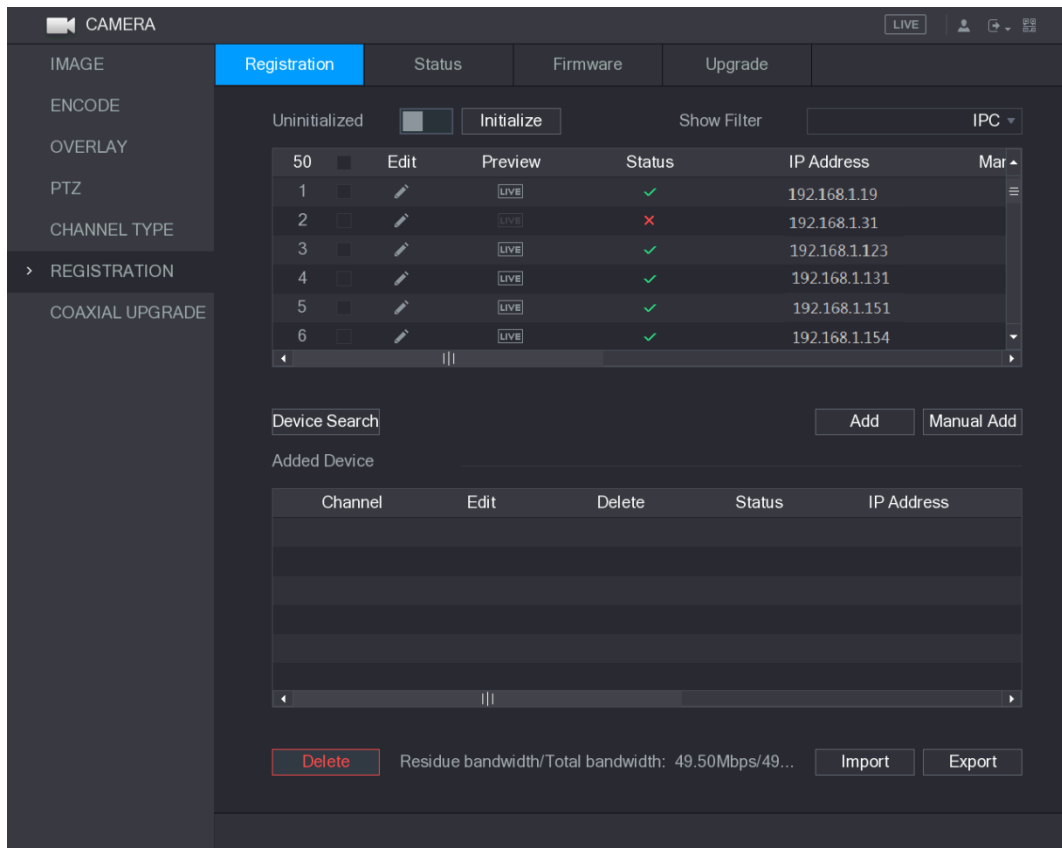 CAMERA LIVE
IMAGE
ENCODE
OVERLAY
PTZ
CHANNEL TYPE
REGISTRATION
COAXIAL UPGRADE
Registration Status Firmware Upgrade
Uninitialized Initialize Show Filter IPC
50 Edit Preview Status IP Address Mar
1 LIVE 192.168.1.19
2 LIVE 192.168.1.31
3 LIVE 192.168.1.123
4 LIVE 192.168.1.131
5 LIVE 192.168.1.151
6 LIVE 192.168.1.154
Device Search Add Manual Add
Added Device
Channel Edit Delete Status IP Address
Delete Residue bandwidth/Total bandwidth: 49.50Mbps/49... Import Export